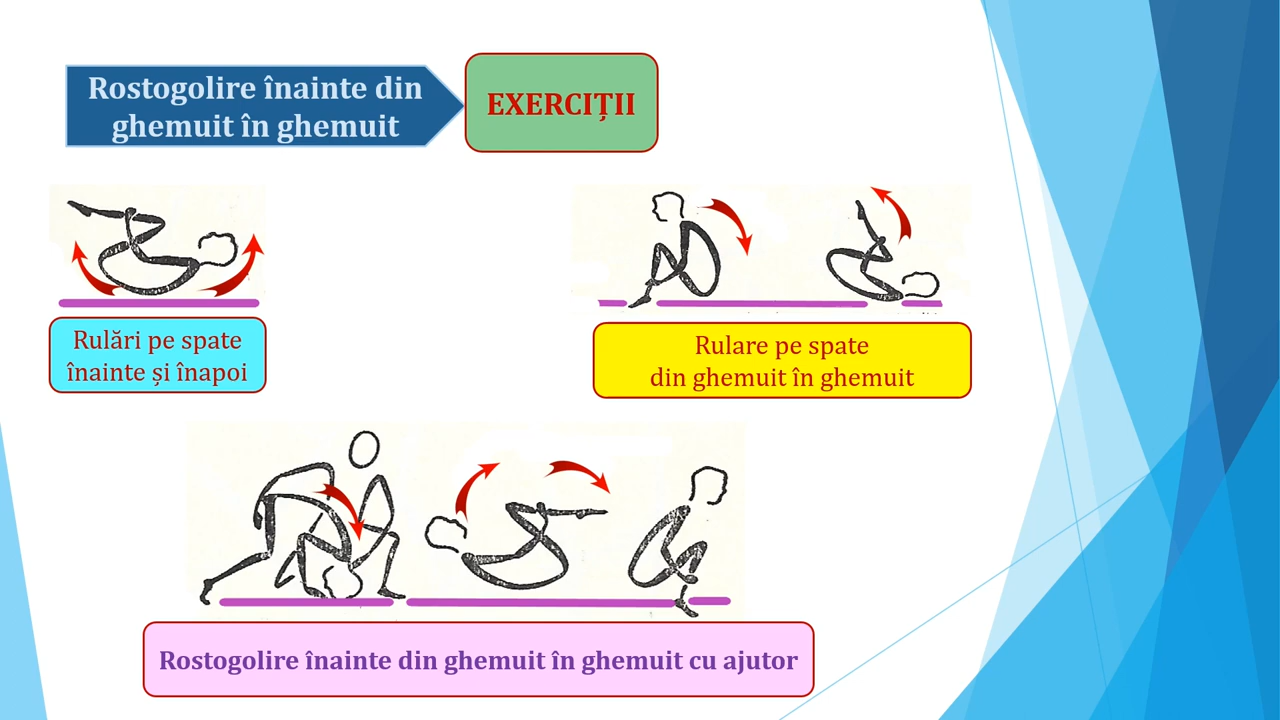 Rostogolire înainte din
ghemuit în ghemuit
EXERCIȚII
Rulări pe spate
înainte și înapoi
Rulare pe spate
din ghemuit în ghemuit
Rostogolire înainte din ghemuit în ghemuit cu ajutor